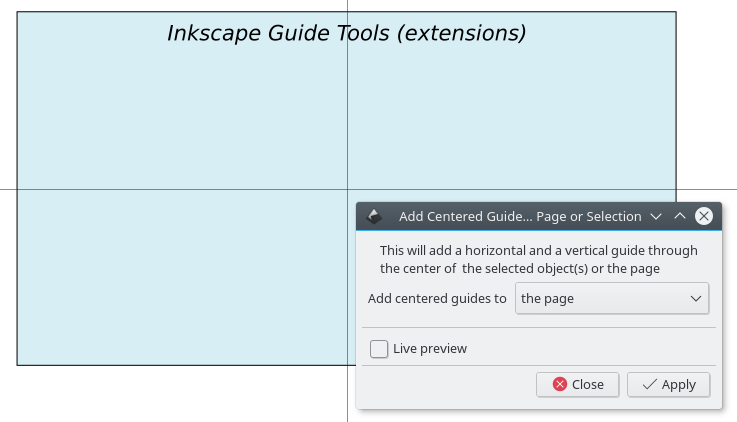 Inkscape Guide Tools (extensions)
Add Centered Guide... Page or Selection
This will add a horizontal and a vertical guide through
the center of  the selected object(s) or the page
Add centered guides to the page
Live preview
Close Apply